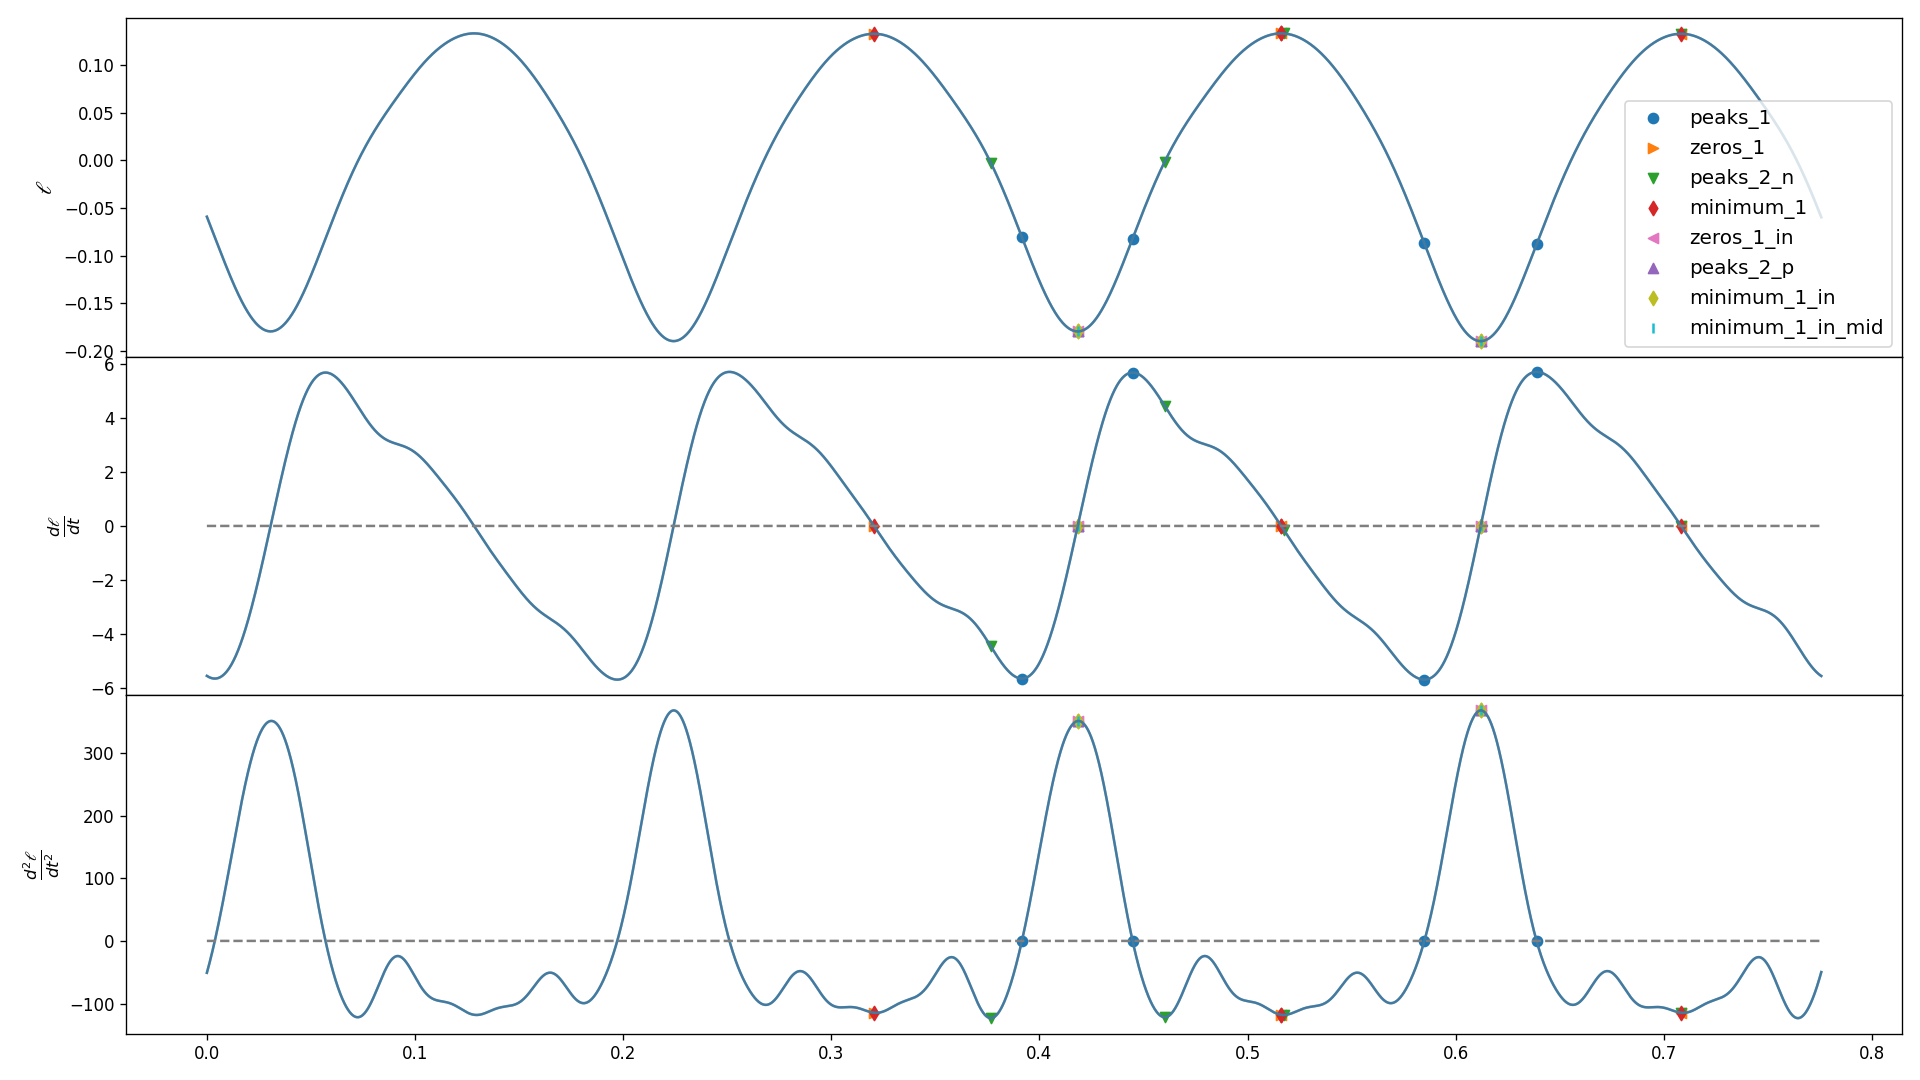 0.10
0.05
0.00
−0.05
−0.10
−0.15
−0.20
ℓ
peaks_1
zeros_1
peaks_2_n
minimum_1
zeros_1_in
peaks_2_p
minimum_1_in
minimum_1_in_mid
6
4
2
0
−2
−4
−6
dℓ
dt
300
200
100
0
−100
d²ℓ
dt²
0.0 0.1 0.2 0.3 0.4 0.5 0.6 0.7 0.8